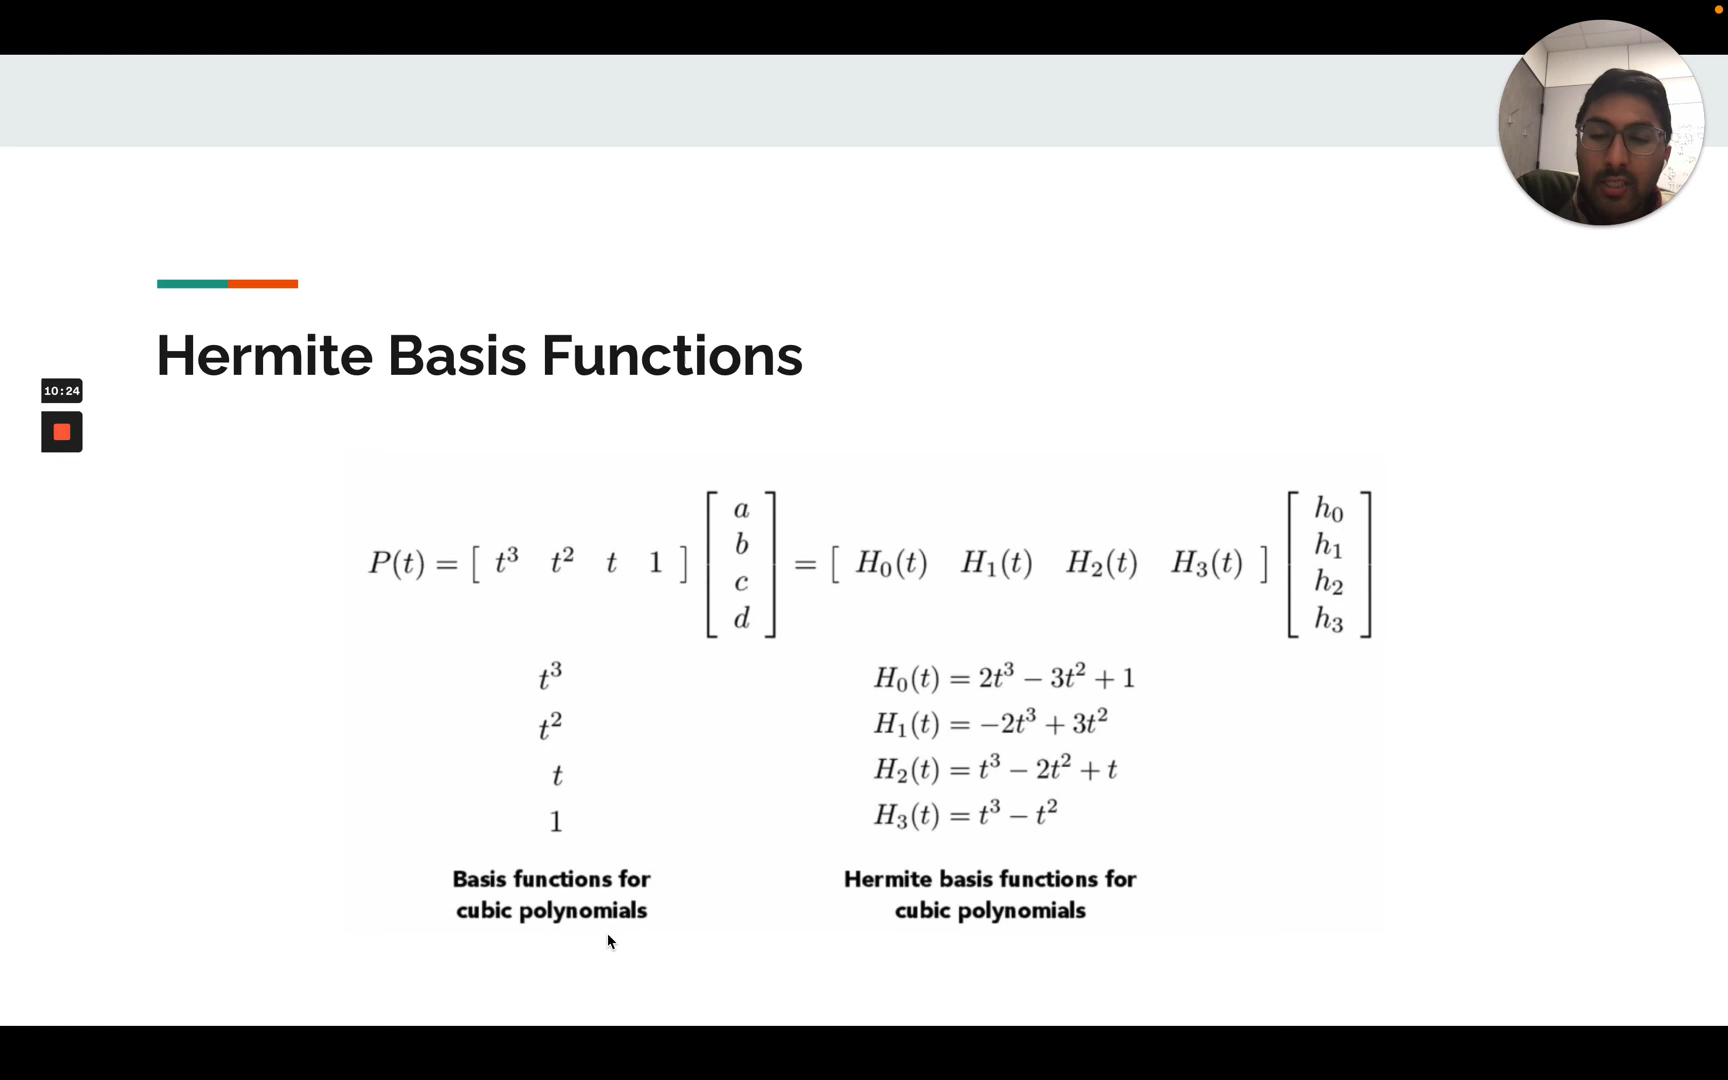 Hermite Basis Functions
10:24
P(t) = [ t³ t² t 1 ] [ a b c d ] = [ H₀(t) H₁(t) H₂(t) H₃(t) ] [ h₀ h₁ h₂ h₃ ]
t³
t²
t
1
H₀(t) = 2t³ − 3t² + 1
H₁(t) = −2t³ + 3t²
H₂(t) = t³ − 2t² + t
H₃(t) = t³ − t²
Basis functions for
cubic polynomials
Hermite basis functions for
cubic polynomials